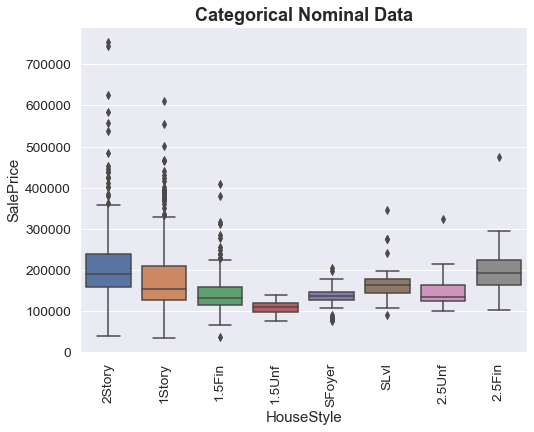 Categorical Nominal Data
SalePrice
700000
600000
500000
400000
300000
200000
100000
0
2Story
1Story
1.5Fin
1.5Unf
SFoyer
SLvl
2.5Unf
2.5Fin
HouseStyle